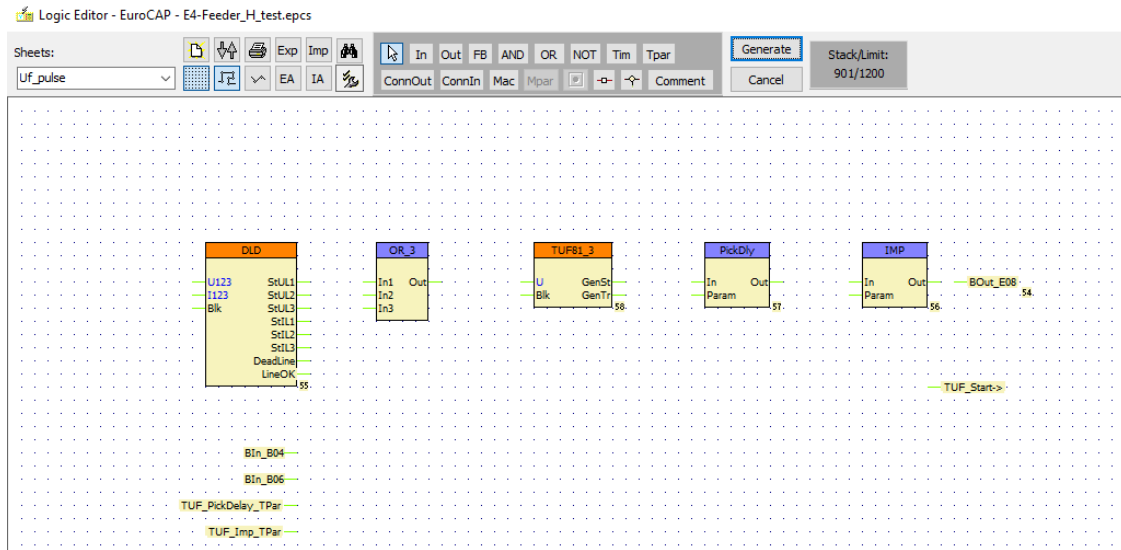 Logic Editor - EuroCAP - E4-Feeder_H_test.epcs
Sheets:
Uf_pulse
Exp Imp
EA IA
In Out FB AND OR NOT Tim Tpar
ConnOut ConnIn Mac Mpar Comment
Generate
Cancel
Stack/Limit:
901/1200
DLD
U123 StUL1
I123 StUL2
Blk StUL3
StIL1
StIL2
StIL3
DeadLine
LineOK
55
OR_3
In1 Out
In2
In3
TUF81_3
U GenSt
Blk GenTr
58
PickDly
In Out
Param
57
IMP
In Out
Param
56
BOut_E08
54
TUF_Start->
BIn_B04
BIn_B06
TUF_PickDelay_TPar
TUF_Imp_TPar